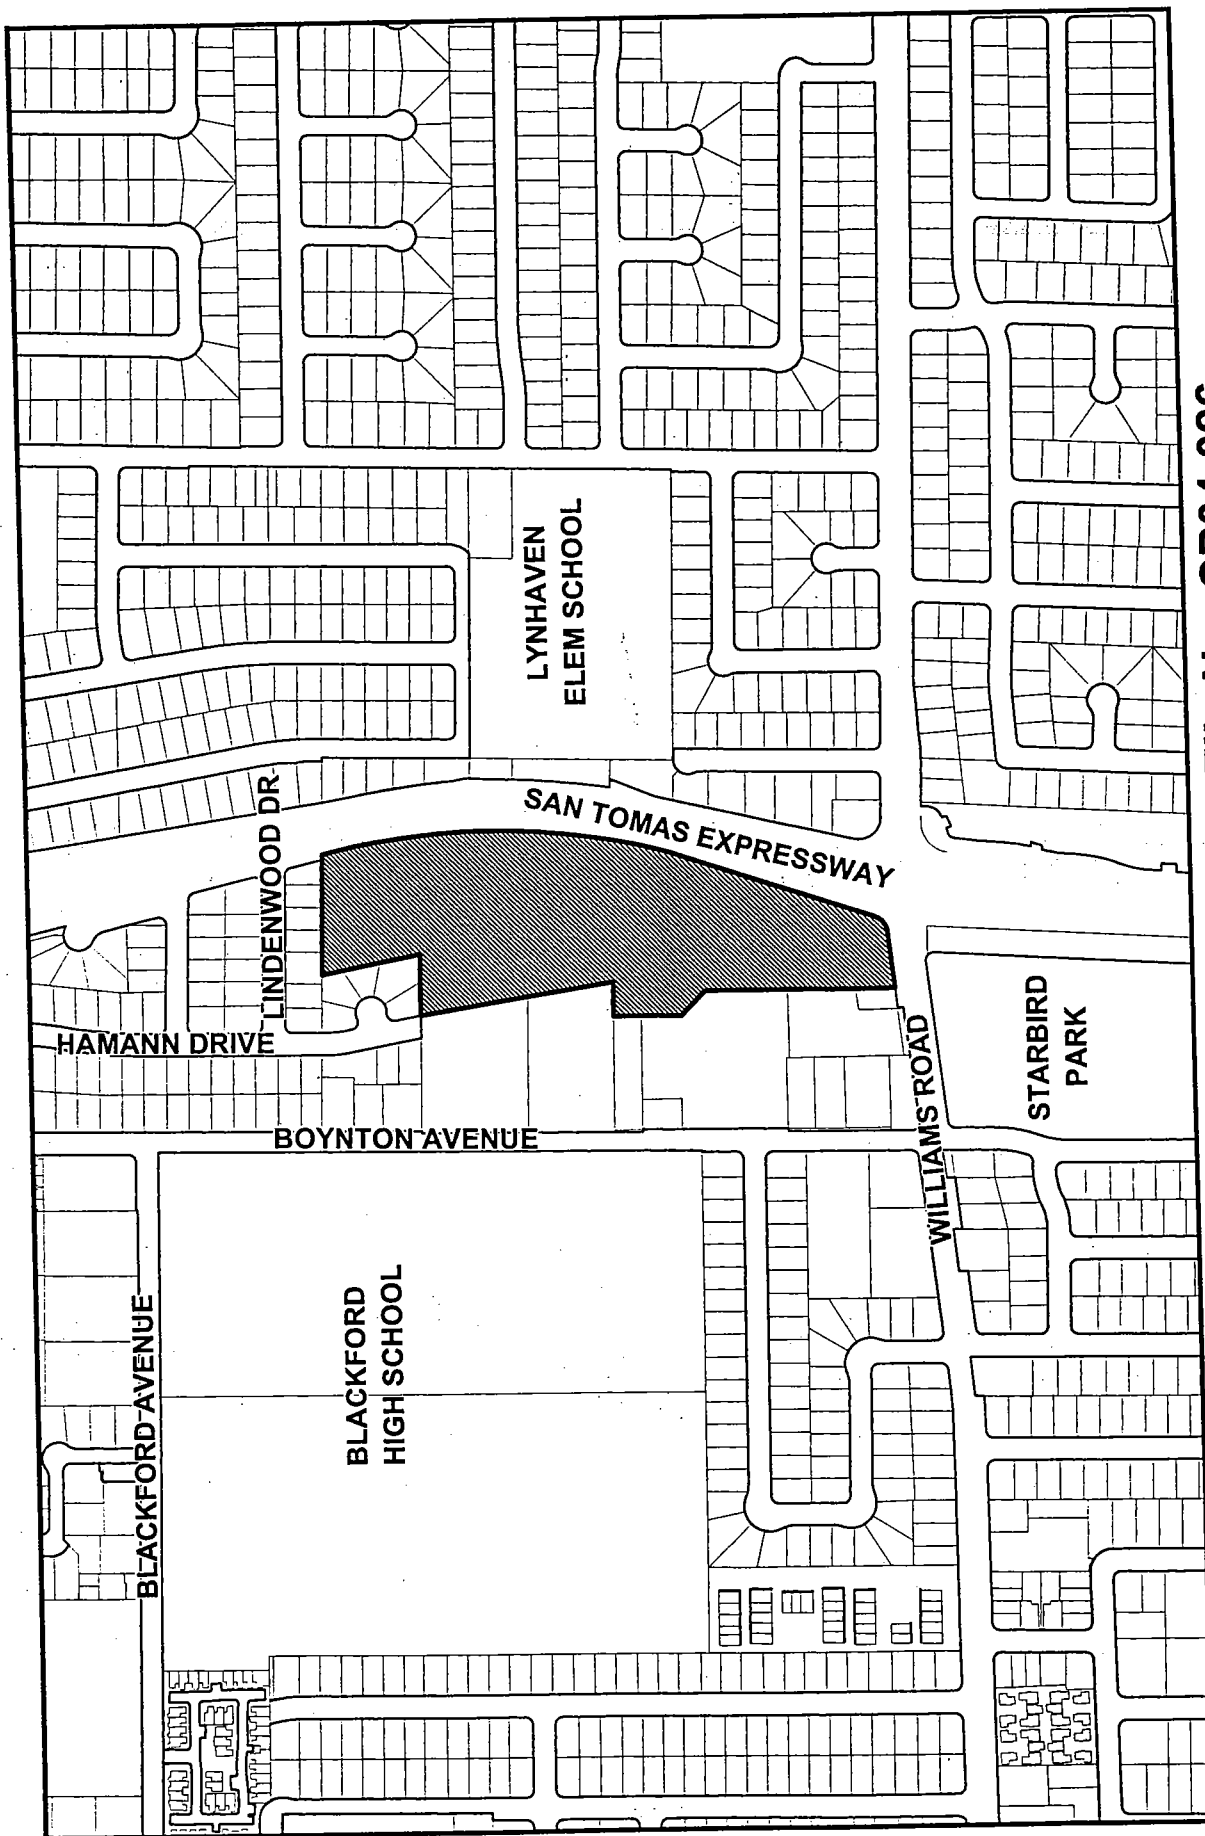 LYNHAVEN
ELEM SCHOOL
SAN TOMAS EXPRESSWAY
LINDENWOOD DR
HAMANN DRIVE
BOYNTON AVENUE
WILLIAMS ROAD
STARBIRD
PARK
BLACKFORD AVENUE
BLACKFORD
HIGH SCHOOL